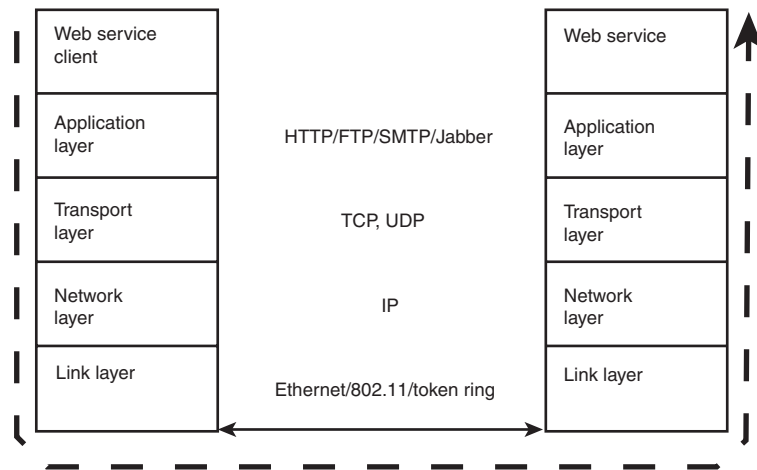 Web service
client
Web service
Application
layer
HTTP/FTP/SMTP/Jabber
Application
layer
Transport
layer
TCP, UDP
Transport
layer
Network
layer
IP
Network
layer
Link layer
Ethernet/802.11/token ring
Link layer